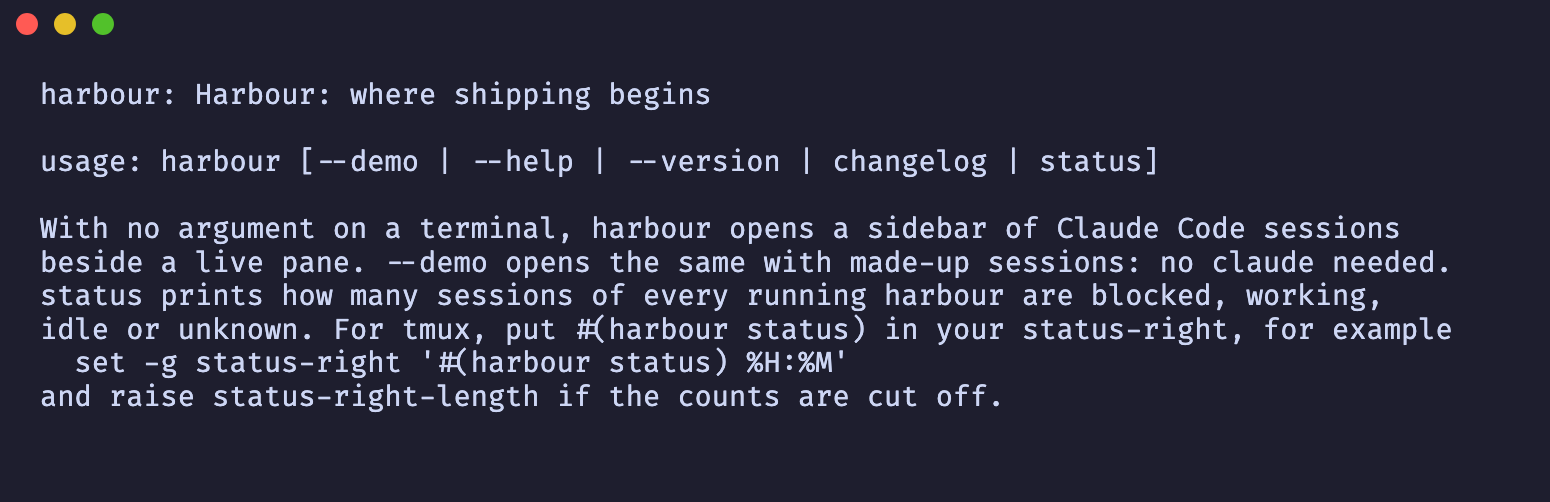 harbour: Harbour: where shipping begins
usage: harbour [--demo | --help | --version | changelog | status]
With no argument on a terminal, harbour opens a sidebar of Claude Code sessions
beside a live pane. --demo opens the same with made-up sessions: no claude needed.
status prints how many sessions of every running harbour are blocked, working,
idle or unknown. For tmux, put #(harbour status) in your status-right, for example
  set -g status-right '#(harbour status) %H:%M'
and raise status-right-length if the counts are cut off.